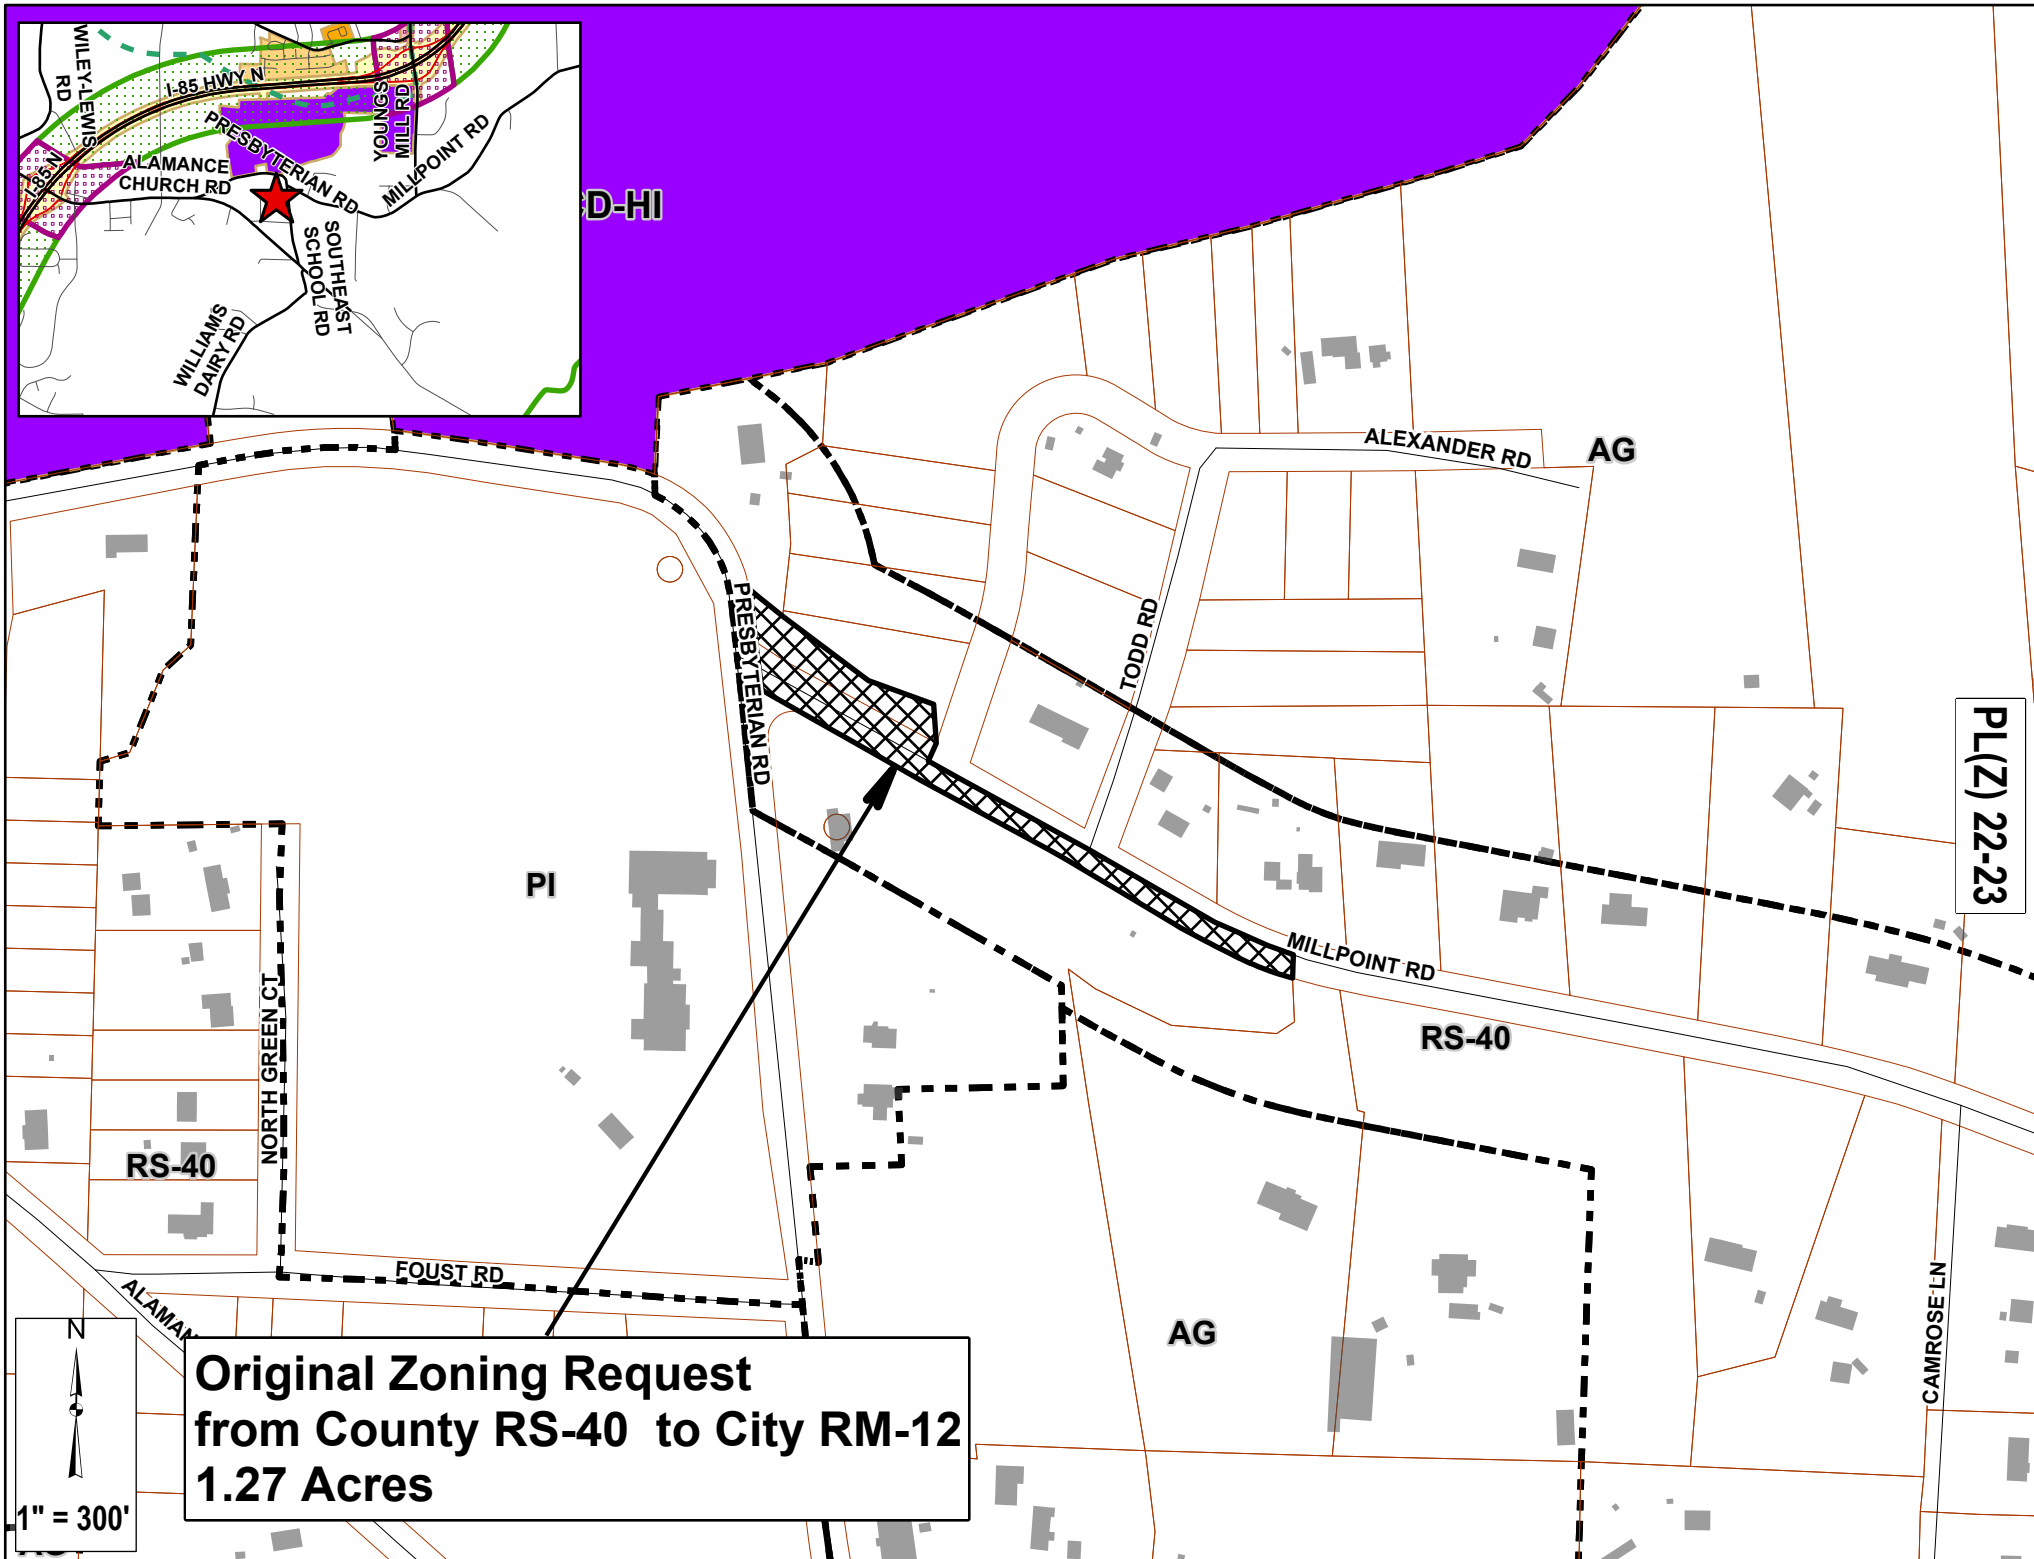 WILEY-LEWIS
RD
I-85 HWY N
I-85 N
PRESBYTERIAN RD
YOUNGS
MILL RD
MILLPOINT RD
ALAMANCE
CHURCH RD
SOUTHEAST
SCHOOL RD
WILLIAMS
DAIRY RD
CD-HI
ALEXANDER RD
AG
PRESBYTERIAN RD
TODD RD
PL(Z) 22-23
PI
MILLPOINT RD
RS-40
NORTH GREEN CT
RS-40
FOUST RD
ALAMAN
AG
CAMROSE LN
N
1" = 300'
Original Zoning Request
from County RS-40 to City RM-12
1.27 Acres